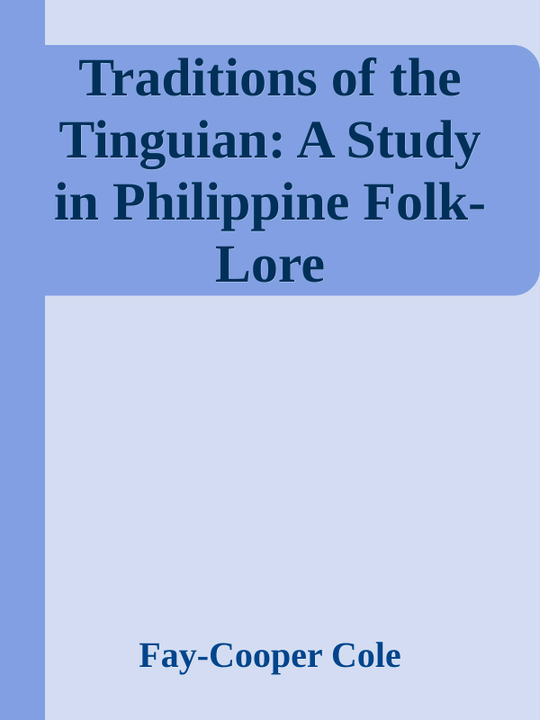 Traditions of the
Tinguian: A Study
in Philippine Folk-
Lore
Fay-Cooper Cole